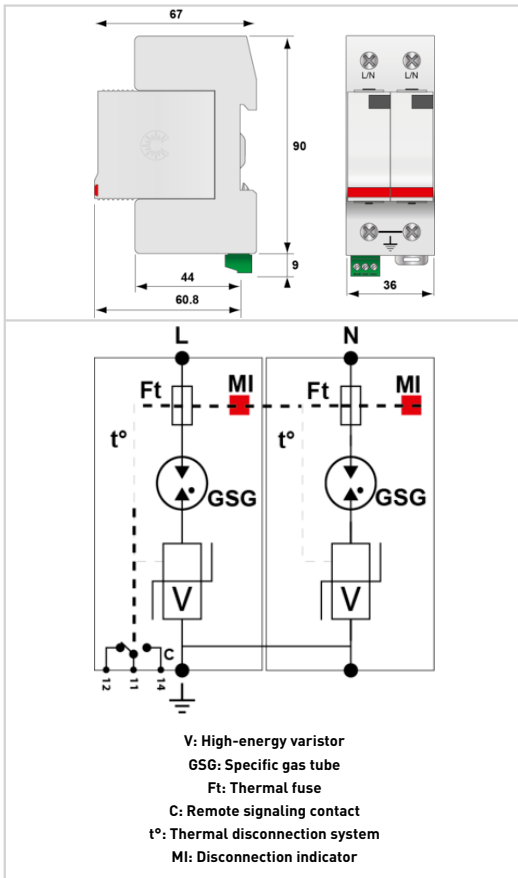 67
L/N L/N
90
9
44
60.8
36
L N
Ft MI Ft MI
t° t°
GSG GSG
V V
C
12 11 14
V: High-energy varistor
GSG: Specific gas tube
Ft: Thermal fuse
C: Remote signaling contact
t°: Thermal disconnection system
MI: Disconnection indicator